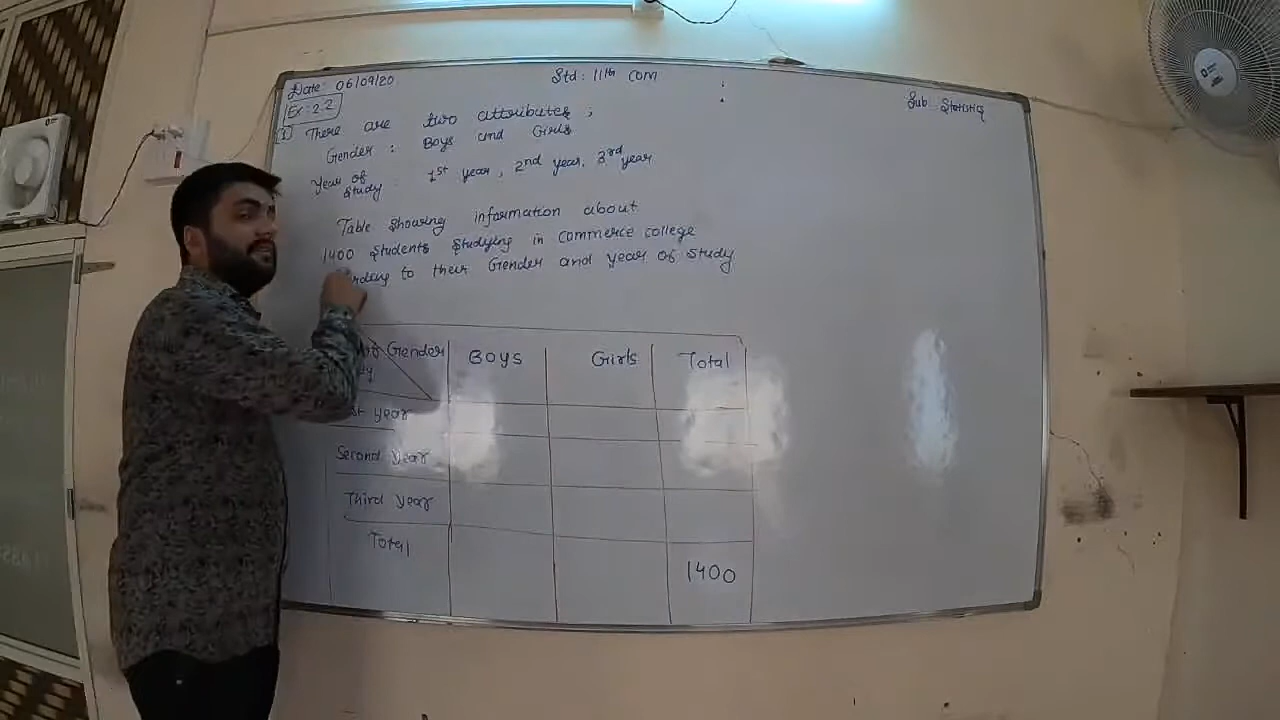 Date: 06/09/20
Std: 11th com
Sub Statistiq
Ex: 2.2
1) There are two attributes ;
Gender : Boys and Girls
Year of Study : 1st year, 2nd year, 3rd year
Table showing information about
1400 students studying in commerce college
to their Gender and year of study
Gender Boys Girls Total
year
Second year
Third year
Total 1400